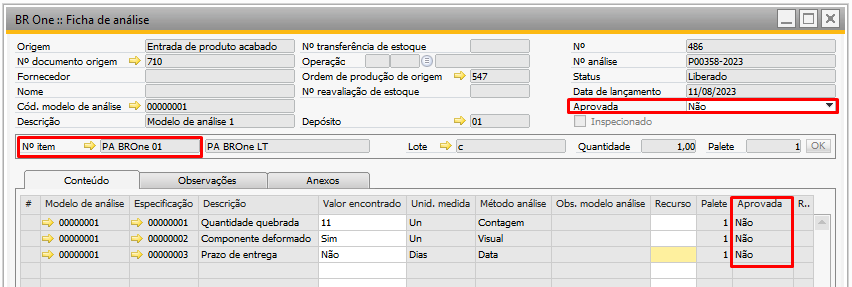 BR One :: Ficha de análise
Origem Entrada de produto acabado Nº transferência de estoque Nº 486
Nº documento origem 710 Operação Nº análise P00358-2023
Fornecedor Ordem de produção de origem 547 Status Liberado
Nome Nº reavaliação de estoque Data de lançamento 11/08/2023
Cód. modelo de análise 00000001 Aprovada Não
Descrição Modelo de análise 1 Depósito 01 Inspecionado
Nº item PA BROne 01 PA BROne LT Lote c Quantidade 1,00 Palete 1 OK
Conteúdo Observações Anexos
# Modelo de análise Especificação Descrição Valor encontrado Unid. medida Método análise Obs. modelo análise Recurso Palete Aprovada R..
00000001 00000001 Quantidade quebrada 11 Un Contagem 1 Não
00000001 00000002 Componente deformado Sim Un Visual 1 Não
00000001 00000003 Prazo de entrega Não Dias Data 1 Não